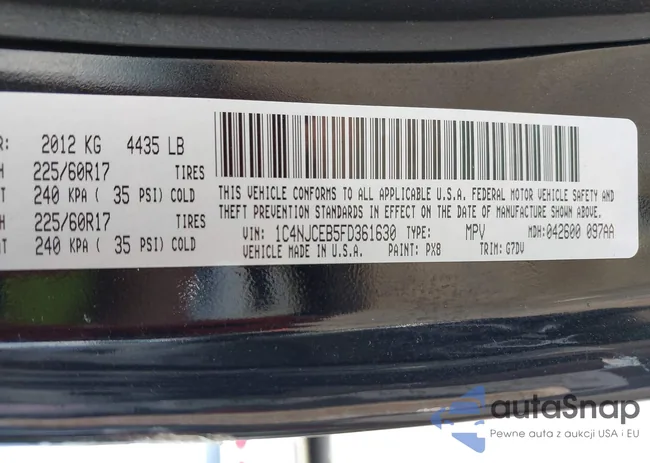 R: 2012 KG 4435 LB
H 225/60R17 TIRES
NT 240 KPA ( 35 PSI) COLD
H 225/60R17 TIRES
NT 240 KPA ( 35 PSI) COLD
THIS VEHICLE CONFORMS TO ALL APPLICABLE U.S.A. FEDERAL MOTOR VEHICLE SAFETY AND
THEFT PREVENTION STANDARDS IN EFFECT ON THE DATE OF MANUFACTURE SHOWN ABOVE.
VIN: 1C4NJCEB5FD361630 TYPE: MPV MDH: 042600 097AA
VEHICLE MADE IN U.S.A. PAINT: PX8 TRIM: G7DV
autaSnap
Pewne auta z aukcji USA i EU